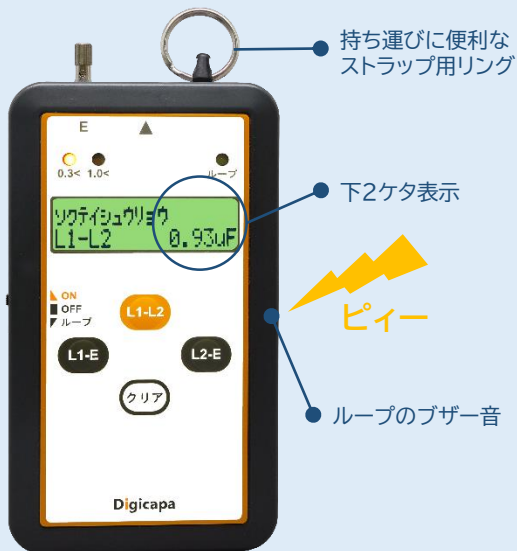 持ち運びに便利な
ストラップ用リング
E ▲
0.3< 1.0< ループ
下2ケタ表示
ソクテイシュウリョウ
L1-L2 0.93uF
ピィー
ON
OFF
ループ
L1-L2
L1-E L2-E
クリア
ループのブザー音
Digicapa